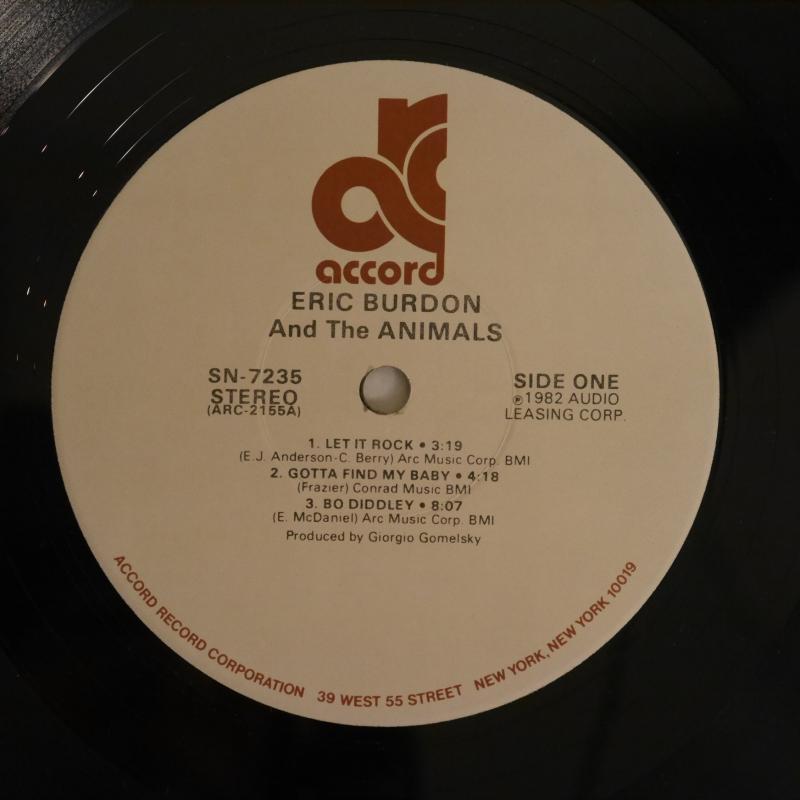 accord
ERIC BURDON
And The ANIMALS
SN-7235
STEREO
(ARC-2155A)
SIDE ONE
℗1982 AUDIO
LEASING CORP.
1. LET IT ROCK • 3:19
(E.J. Anderson-C. Berry) Arc Music Corp. BMI
2. GOTTA FIND MY BABY • 4:18
(Frazier) Conrad Music BMI
3. BO DIDDLEY • 8:07
(E. McDaniel) Arc Music Corp. BMI
Produced by Giorgio Gomelsky
ACCORD RECORD CORPORATION 39 WEST 55 STREET NEW YORK, NEW YORK 10019